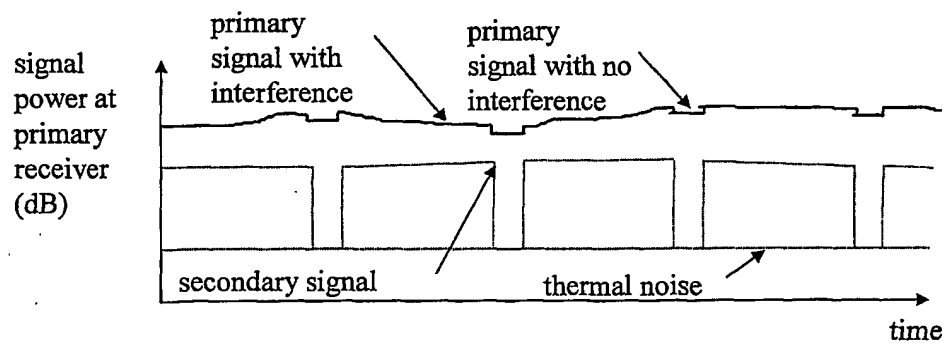 signal
power at
primary
receiver
(dB)
primary
signal with
interference
primary
signal with no
interference
secondary signal
thermal noise
time